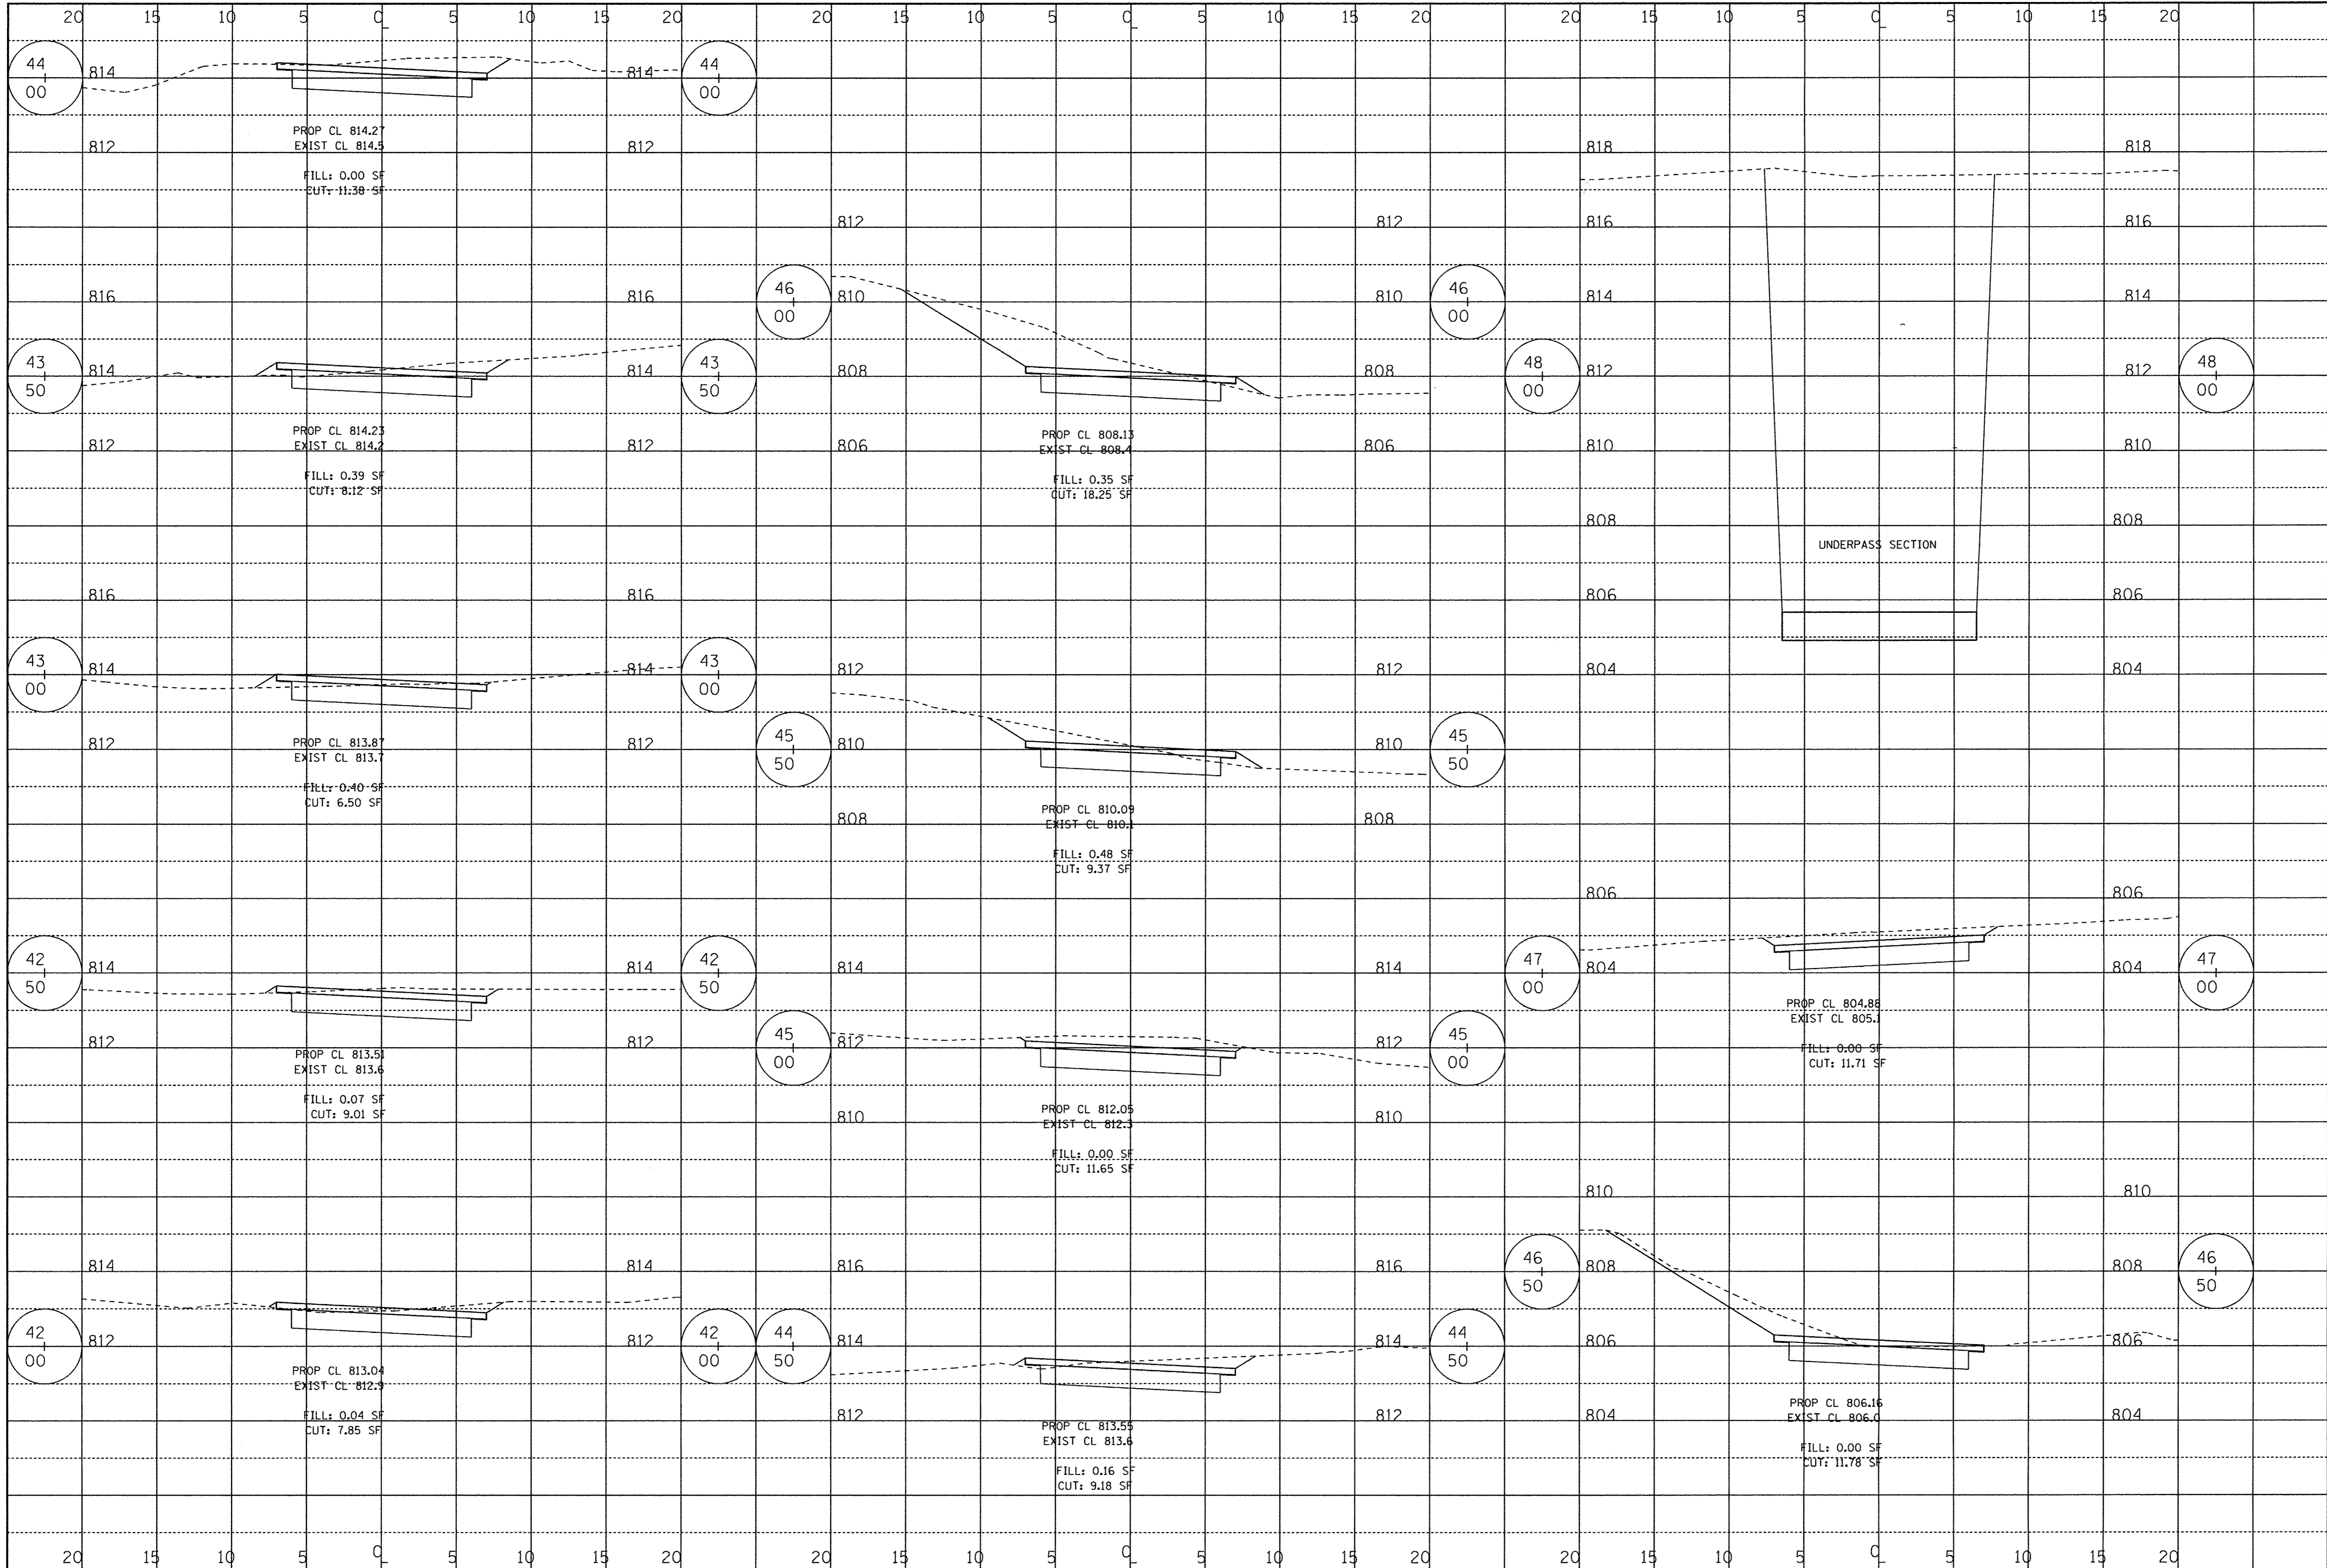 20 15 10 5 0 5 10 15 20 20 15 10 5 0 5 10 15 20 20 15 10 5 0 5 10 15 20
44 00 814 814 44 00
PROP CL 814.27
EXIST CL 814.5
812 812
FILL: 0.00 SF
CUT: 11.38 SF
816 816
43 50 814 814 43 50
PROP CL 814.23
EXIST CL 814.2
812 812
FILL: 0.39 SF
CUT: 8.12 SF
816 816
43 00 814 814 43 00
PROP CL 813.87
EXIST CL 813.7
812 812
FILL: 0.40 SF
CUT: 6.50 SF
42 50 814 814 42 50
812 812
PROP CL 813.51
EXIST CL 813.6
FILL: 0.07 SF
CUT: 9.01 SF
814 814
42 00 812 812 42 00
PROP CL 813.04
EXIST CL 812.9
FILL: 0.04 SF
CUT: 7.85 SF
812 812
46 00 810 810 46 00
808 808
806 806
PROP CL 808.13
EXIST CL 808.4
FILL: 0.35 SF
CUT: 18.25 SF
812 812
45 50 810 810 45 50
808 808
PROP CL 810.09
EXIST CL 810.1
FILL: 0.48 SF
CUT: 9.37 SF
814 814
45 00 812 812 45 00
810 810
PROP CL 812.05
EXIST CL 812.3
FILL: 0.00 SF
CUT: 11.65 SF
816 816
44 50 814 814 44 50
812 812
PROP CL 813.55
EXIST CL 813.6
FILL: 0.16 SF
CUT: 9.18 SF
818 818
816 816
814 814
48 00 812 812 48 00
810 810
808 808
UNDERPASS SECTION
806 806
804 804
806 806
47 00 804 804 47 00
PROP CL 804.88
EXIST CL 805.1
FILL: 0.00 SF
CUT: 11.71 SF
810 810
46 50 808 808 46 50
806 806
804 804
PROP CL 806.16
EXIST CL 806.0
FILL: 0.00 SF
CUT: 11.78 SF
20 15 10 5 0 5 10 15 20 20 15 10 5 0 5 10 15 20 20 15 10 5 0 5 10 15 20